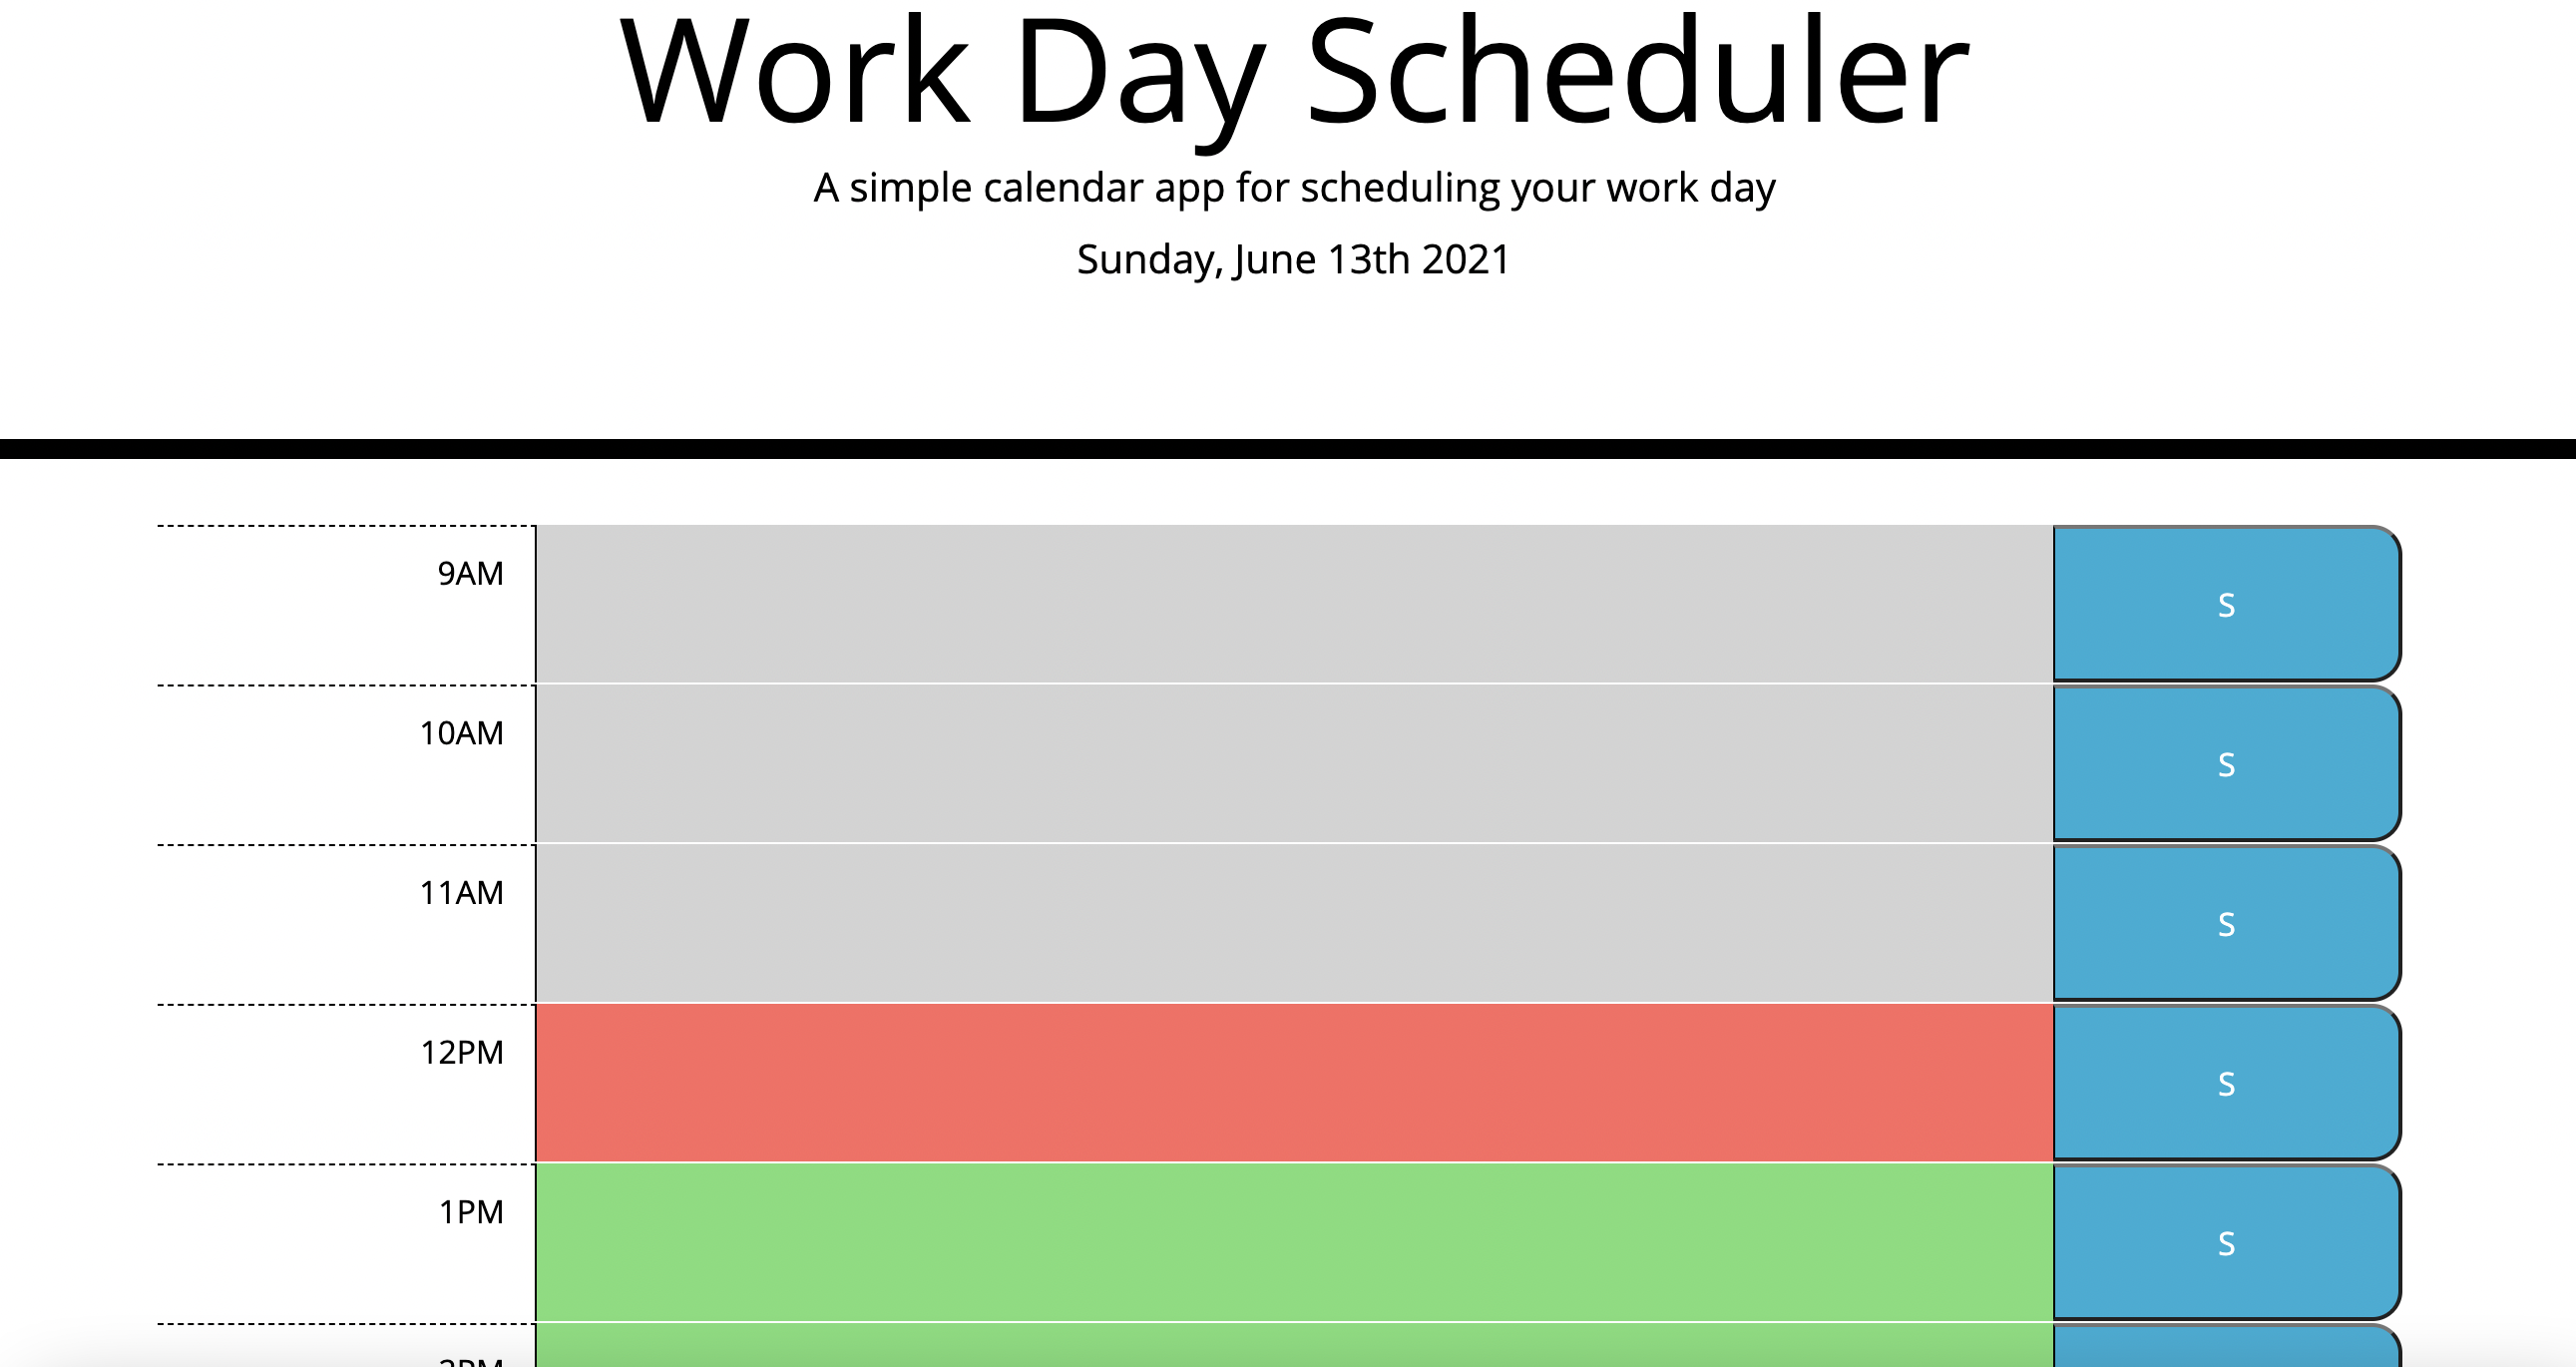 Work Day Scheduler
A simple calendar app for scheduling your work day
Sunday, June 13th 2021
9AM
S
10AM
S
11AM
S
12PM
S
1PM
S